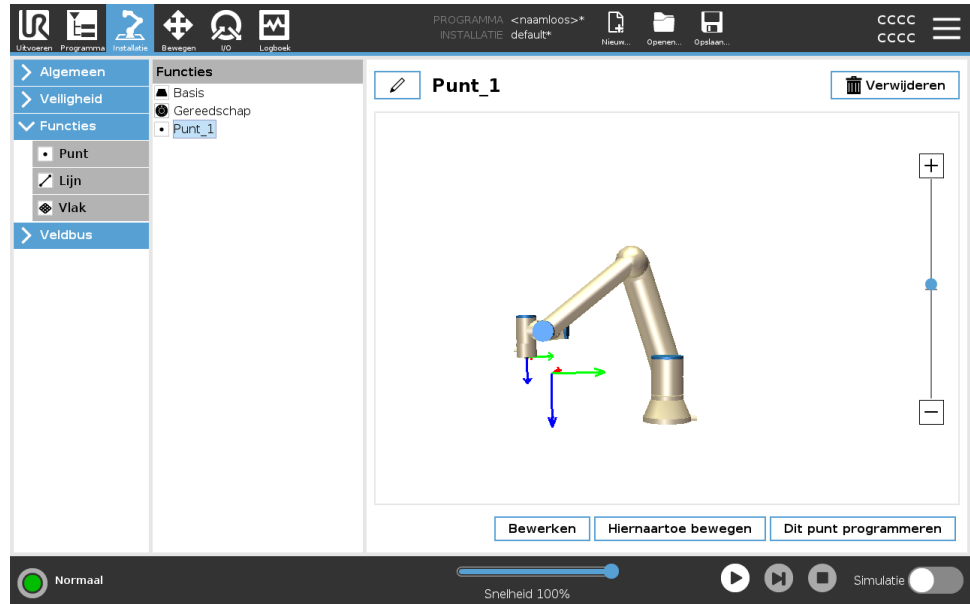 UR
Uitvoeren
Programma
Installatie
Bewegen
I/O
Logboek
PROGRAMMA <naamloos>*
INSTALLATIE default*
Nieuw...
Openen...
Opslaan...
CCCC
CCCC
Algemeen
Veiligheid
Functies
Punt
Lijn
Vlak
Veldbus
Functies
Basis
Gereedschap
Punt_1
Punt_1
Verwijderen
Bewerken
Hiernaartoe bewegen
Dit punt programmeren
Normaal
Snelheid 100%
Simulatie